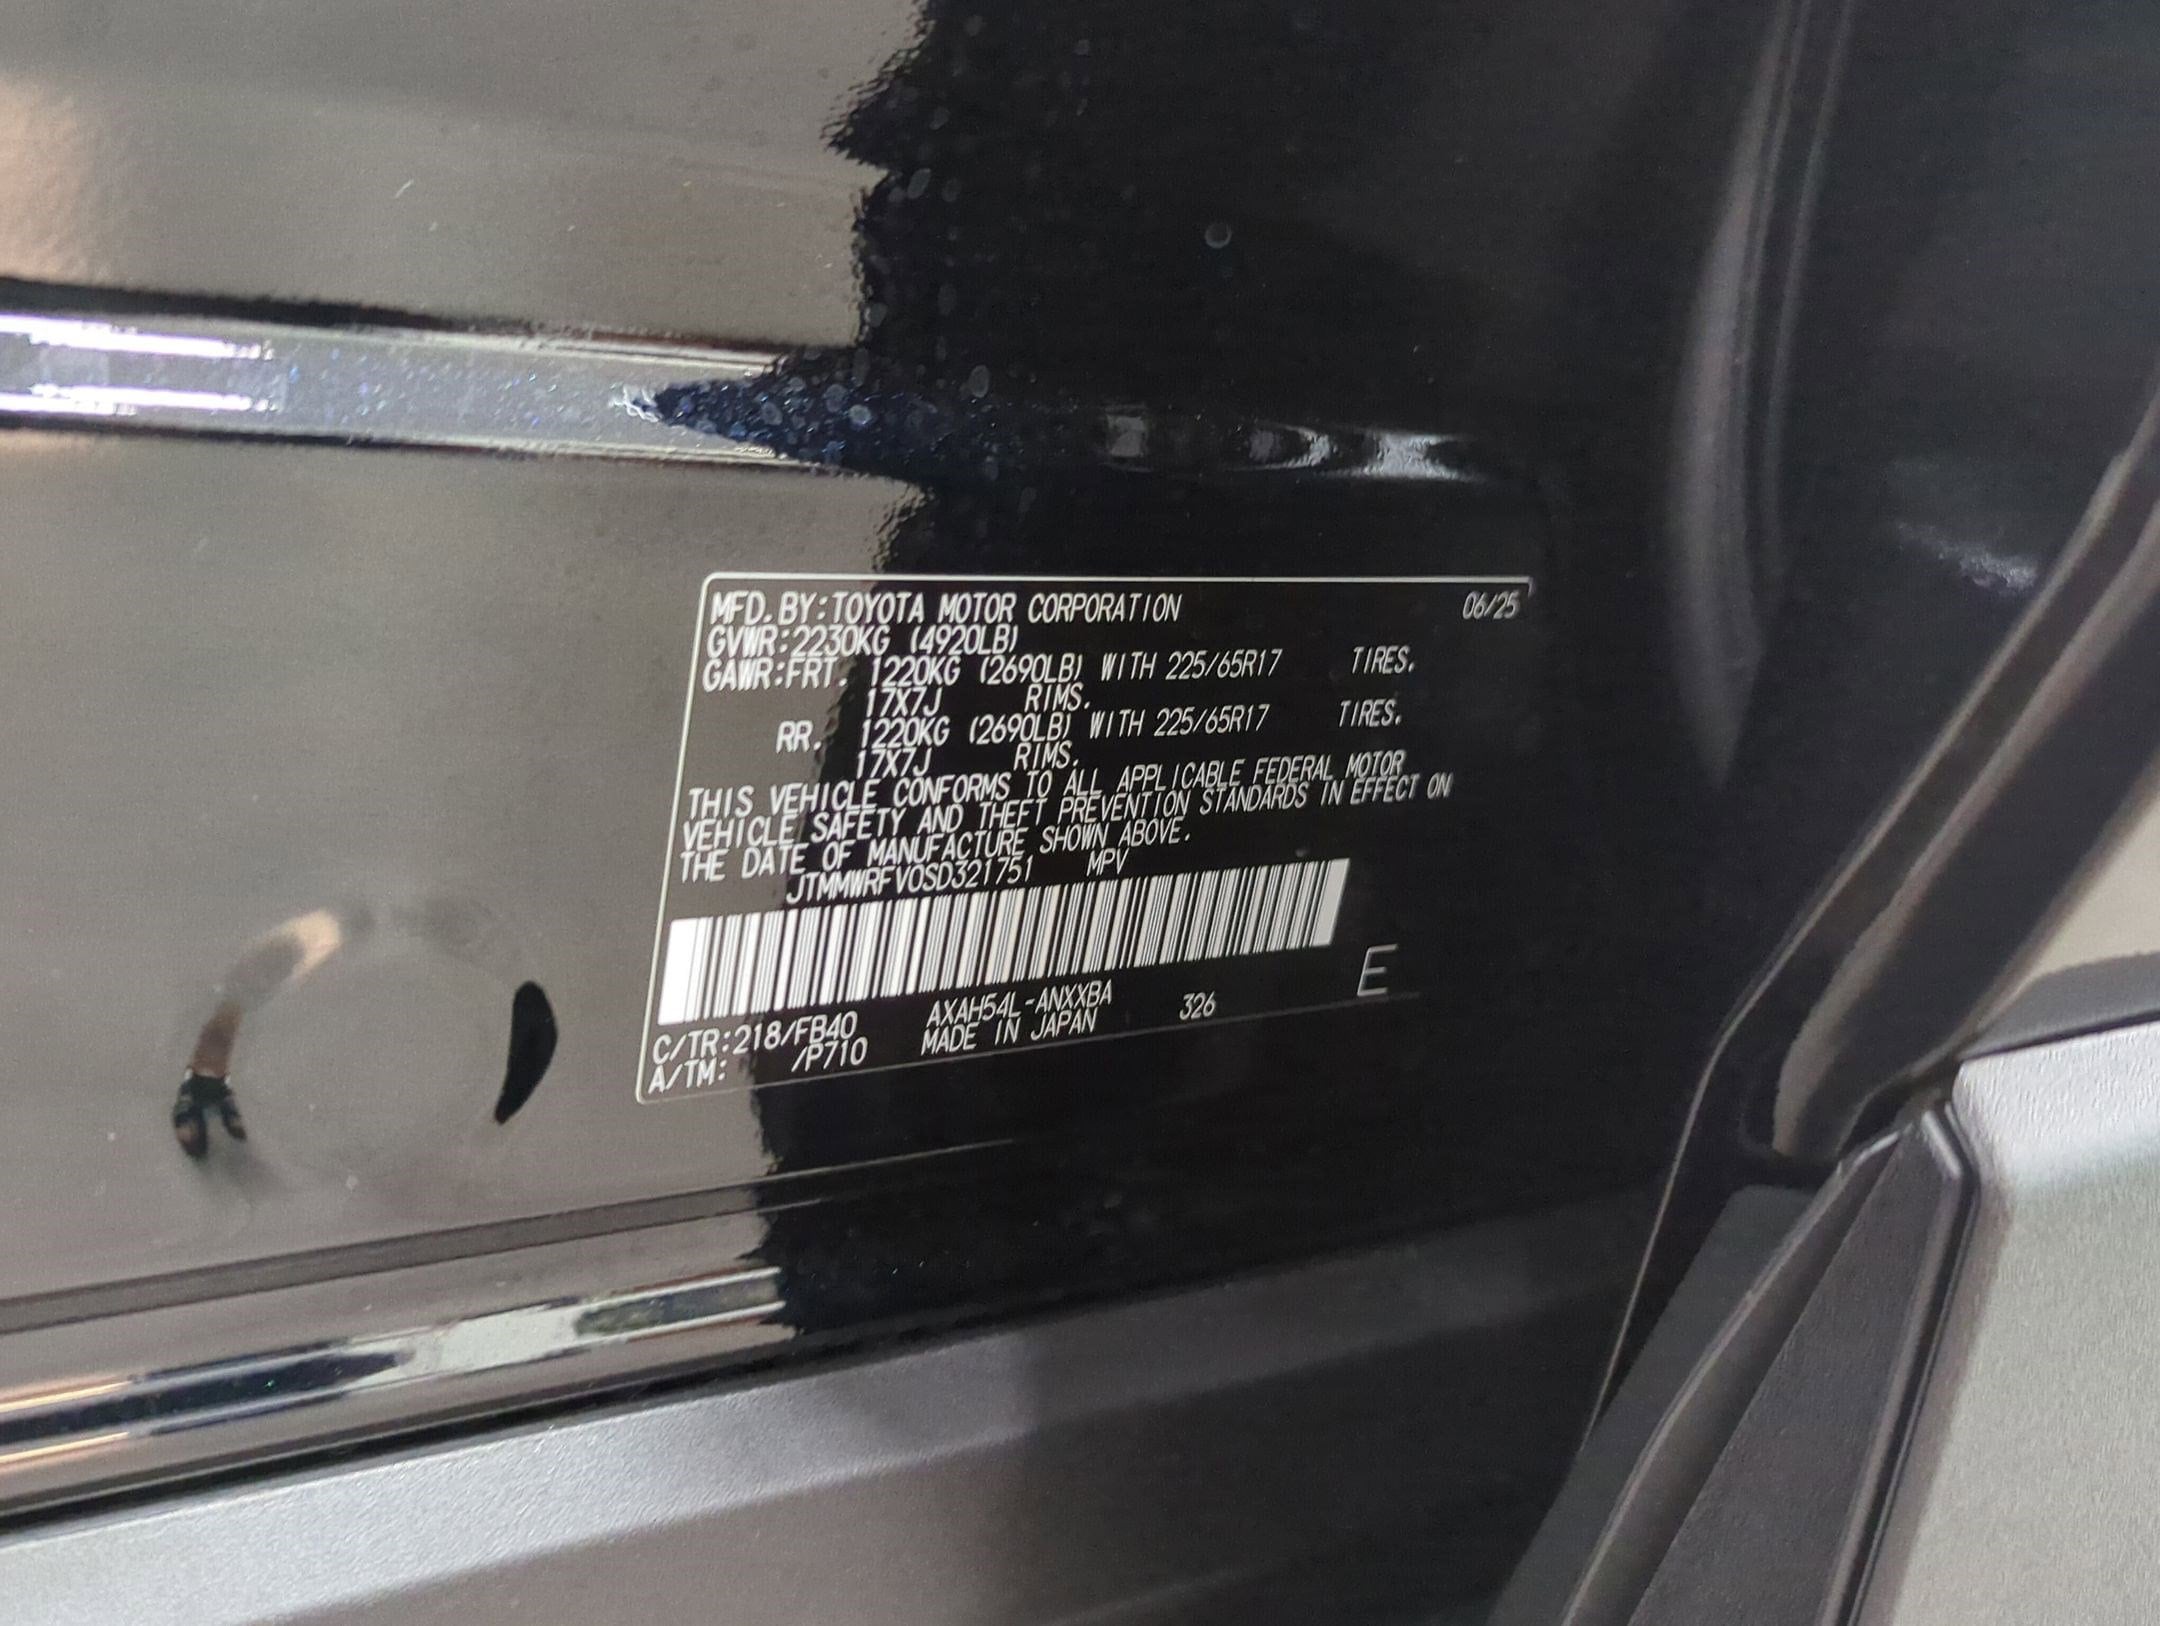 MFD. BY:TOYOTA MOTOR CORPORATION 06/25
GVWR:2230KG (4920LB)
GAWR:FRT. 1220KG (2690LB) WITH 225/65R17 TIRES.
17X7J RIMS.
RR. 1220KG (2690LB) WITH 225/65R17 TIRES.
17X7J RIMS.
THIS VEHICLE CONFORMS TO ALL APPLICABLE FEDERAL MOTOR
VEHICLE SAFETY AND THEFT PREVENTION STANDARDS IN EFFECT ON
THE DATE OF MANUFACTURE SHOWN ABOVE.
JTMMWRFV0SD321751 MPV
E
C/TR:218/FB40 AXAH54L-ANXXBA 326
A/TM: /P710 MADE IN JAPAN